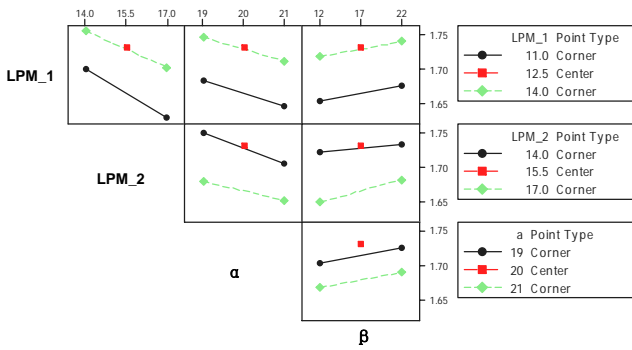 14.0 15.5 17.0 19 20 21 12 17 22
LPM_1
1.75
1.70
1.65
LPM_1 Point Type
11.0 Corner
12.5 Center
14.0 Corner
LPM_2
1.75
1.70
1.65
LPM_2 Point Type
14.0 Corner
15.5 Center
17.0 Corner
α
1.75
1.70
1.65
a Point Type
19 Corner
20 Center
21 Corner
β